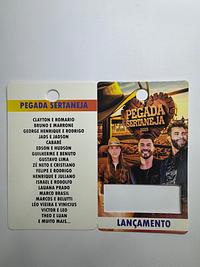 PEGADA SERTANEJA
CLAYTON E ROMARIO
BRUNO E MARRONE
GEORGE HENRIQUE E RODRIGO
JADS E JADSON
CABARÉ
EDSON E HUDSON
GUILHERME E BENUTO
GUSTAVO LIMA
ZÉ NETO E CRISTIANO
FELIPE E RODRIGO
HENRIQUE E JULIANO
ISRAEL E RODOLFO
LAUANA PRADO
MARCO BRASIL
MARCOS E BELUTTI
LÉO VIEIRA E VINICIUS
VICTOR E LEO
THEO E LUAN
E MUITO MAIS...
PEGADA
SERTANEJA
LANÇAMENTO